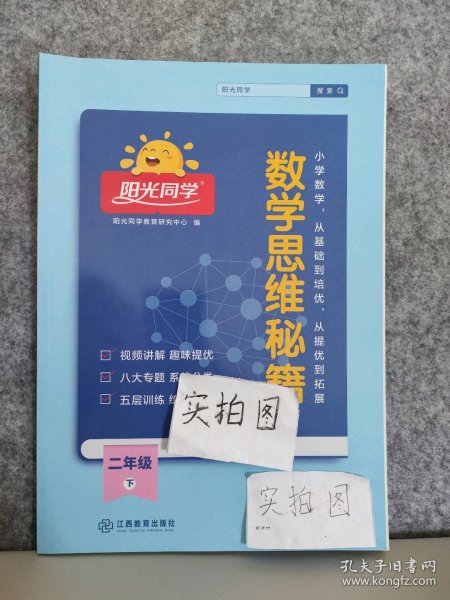 阳光同学
搜索
阳光同学®
阳光同学教育研究中心 编
数学思维秘籍
小学数学,从基础到培优,从提优到拓展
视频讲解 趣味提优
八大专题 系
五层训练
实拍图
二年级
下
实拍图
江西教育出版社
孔夫子旧书网
www.kongfz.com